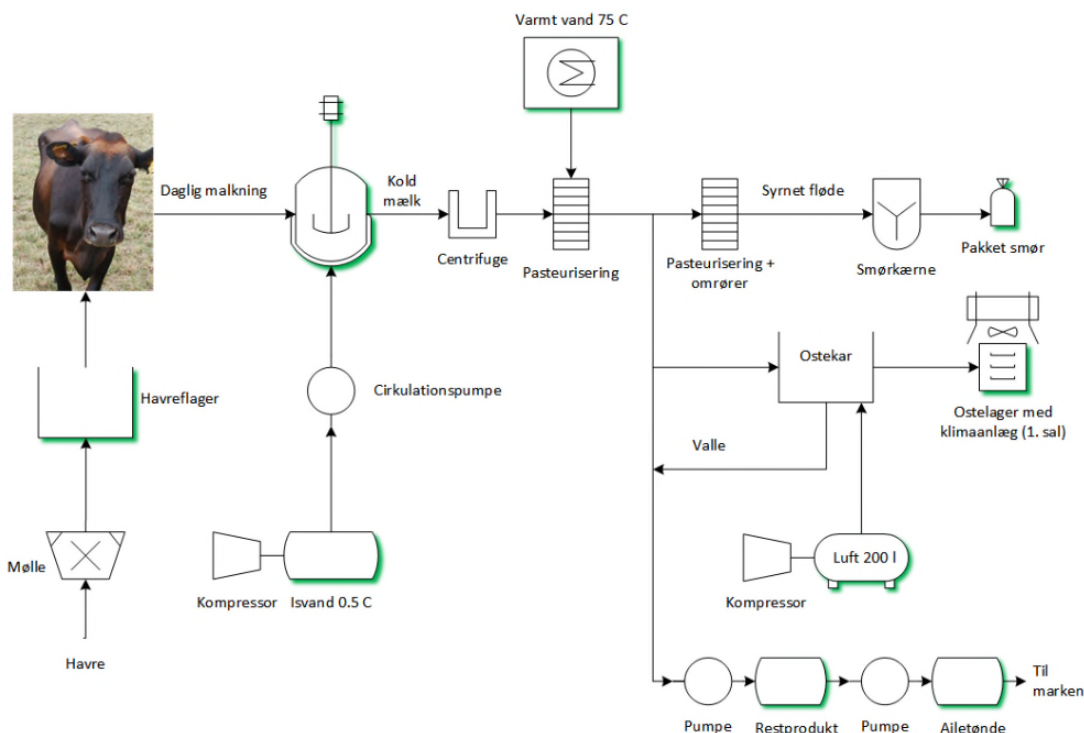 Varmt vand 75 C
Daglig malkning
Kold
mælk
Centrifuge
Pasteurisering
Syrnet fløde
Pasteurisering +
omrører
Smørkærne
Pakket smør
Havreflager
Cirkulationspumpe
Ostekar
Ostelager med
klimaanlæg (1. sal)
Valle
Mølle
Kompressor
Isvand 0.5 C
Luft 200 l
Kompressor
Havre
Pumpe
Restprodukt
Pumpe
Ailetønde
Til
marken